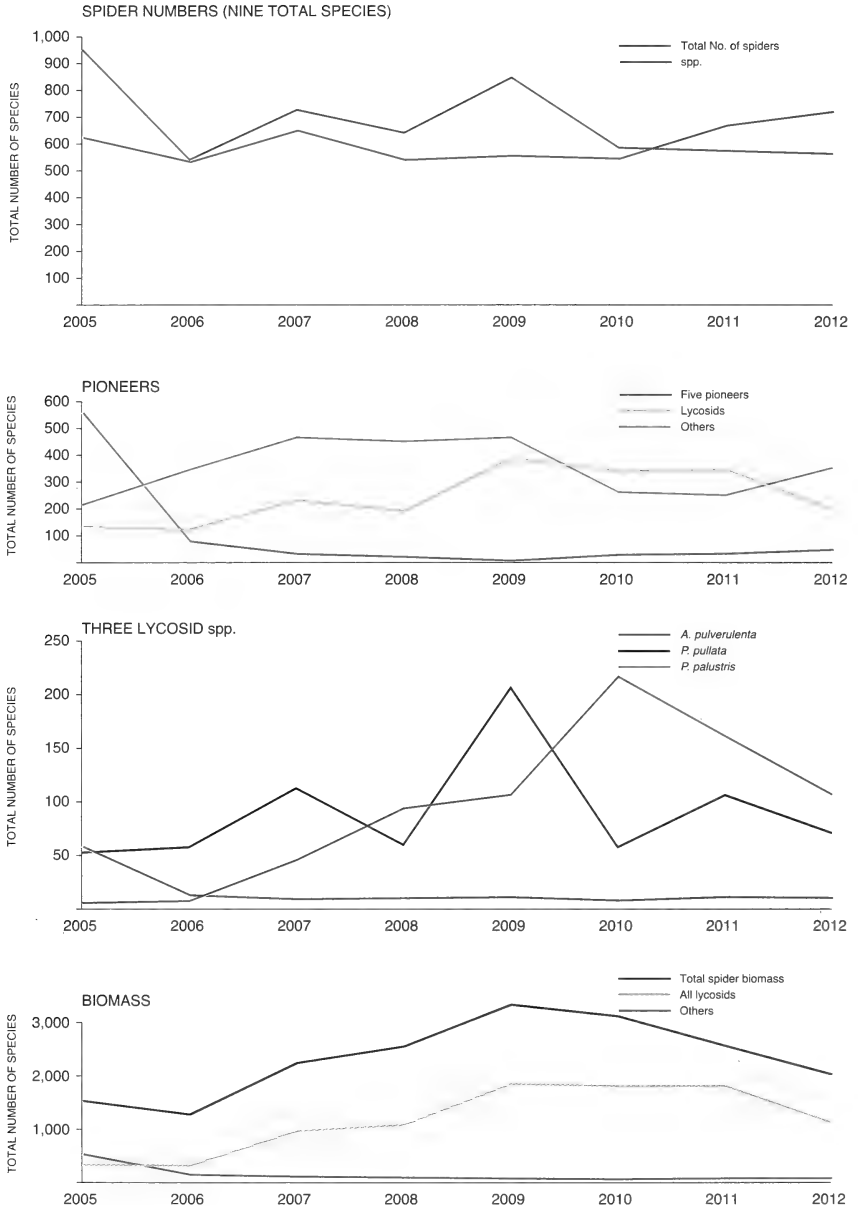 SPIDER NUMBERS (NINE TOTAL SPECIES)
TOTAL NUMBER OF SPECIES
1,000
900
800
700
600
500
400
300
200
100
Total No. of spiders
spp.
2005 2006 2007 2008 2009 2010 2011 2012
PIONEERS
TOTAL NUMBER OF SPECIES
600
500
400
300
200
100
Five pioneers
Lycosids
Others
2005 2006 2007 2008 2009 2010 2011 2012
THREE LYCOSID spp.
TOTAL NUMBER OF SPECIES
250
200
150
100
50
A. pulverulenta
P. pullata
P. palustris
2005 2006 2007 2008 2009 2010 2011 2012
BIOMASS
TOTAL NUMBER OF SPECIES
3,000
2,000
1,000
Total spider biomass
All lycosids
Others
2005 2006 2007 2008 2009 2010 2011 2012